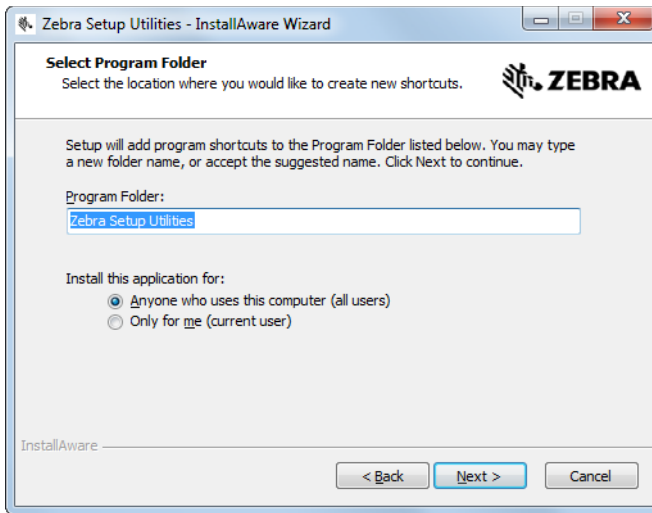 Zebra Setup Utilities - InstallAware Wizard
Select Program Folder
Select the location where you would like to create new shortcuts.
ZEBRA
Setup will add program shortcuts to the Program Folder listed below. You may type
a new folder name, or accept the suggested name. Click Next to continue.
Program Folder:
Zebra Setup Utilities
Install this application for:
Anyone who uses this computer (all users)
Only for me (current user)
InstallAware
< Back Next > Cancel